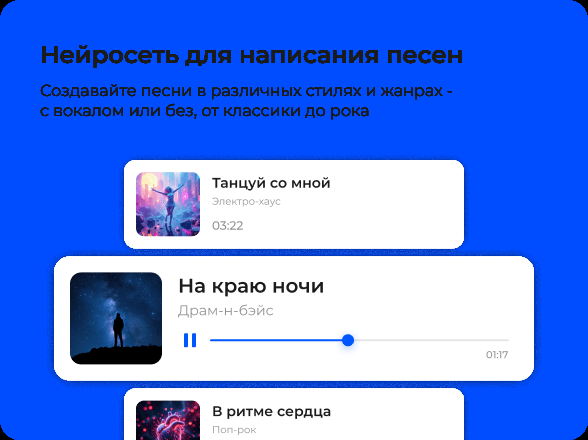 Нейросеть для написания песен
Создавайте песни в различных стилях и жанрах -
с вокалом или без, от классики до рока
Танцуй со мной
Электро-хаус
03:22
На краю ночи
Драм-н-бэйс
01:17
В ритме сердца
Поп-рок